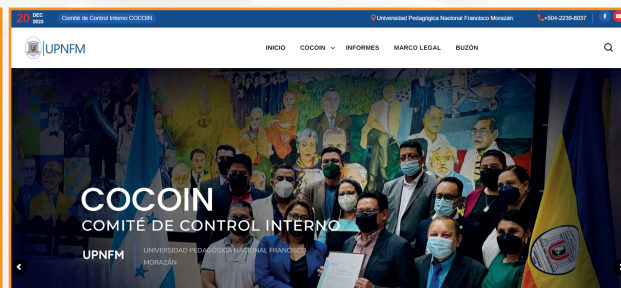 20 DEC 2023 Comité de Control Interno COCOIN Universidad Pedagógica Nacional Francisco Morazán +504-2239-8037
UPNFM INICIO COCOIN INFORMES MARCO LEGAL BUZÓN
COCOIN
COMITÉ DE CONTROL INTERNO
UPNFM
UNIVERSIDAD PEDAGÓGICA NACIONAL FRANCISCO
MORAZÁN